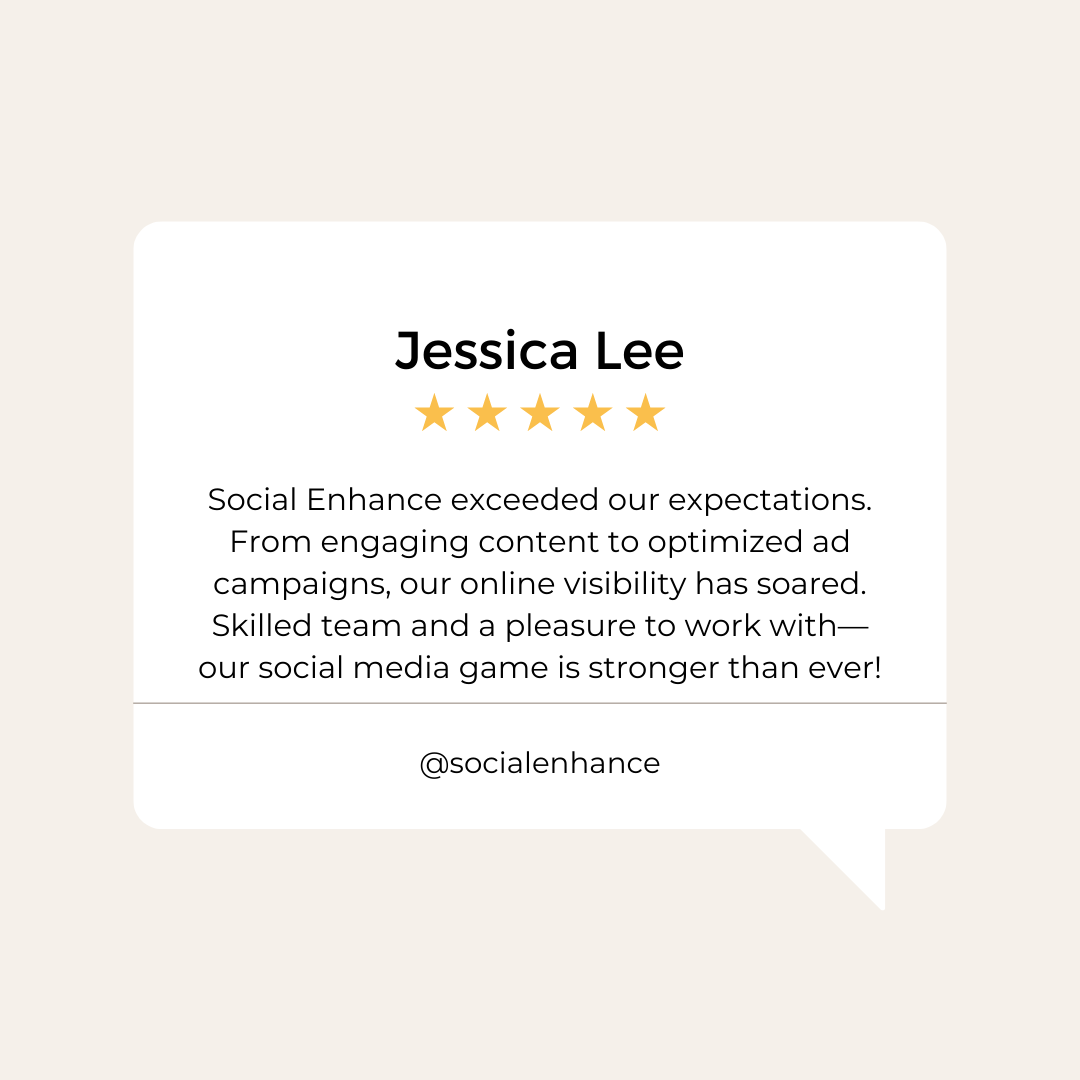 Jessica Lee
Social Enhance exceeded our expectations.
From engaging content to optimized ad
campaigns, our online visibility has soared.
Skilled team and a pleasure to work with—
our social media game is stronger than ever!
@socialenhance